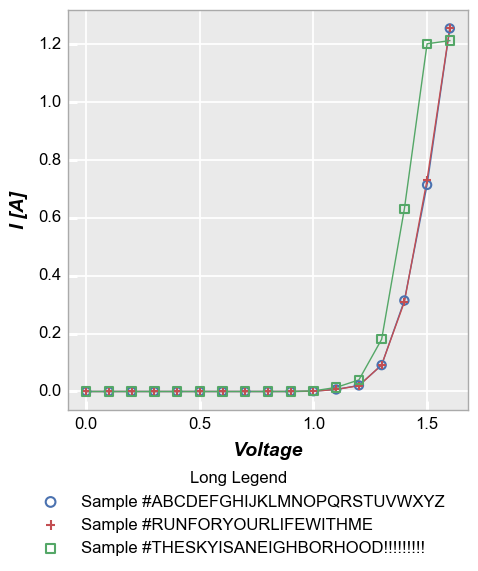 1.2
1.0
0.8
0.6
0.4
0.2
0.0
I [A]
0.0 0.5 1.0 1.5
Voltage
Long Legend
Sample #ABCDEFGHIJKLMNOPQRSTUVWXYZ
Sample #RUNFORYOURLIFEWITHME
Sample #THESKYISANEIGHBORHOOD!!!!!!!!!